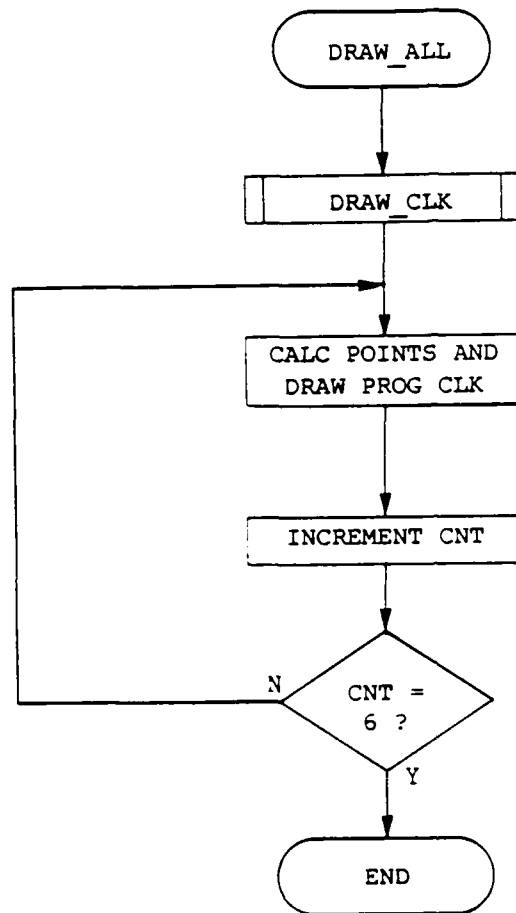 DRAW_ALL
DRAW_CLK
CALC POINTS AND
DRAW PROG CLK
INCREMENT CNT
N
CNT =
6 ?
Y
END